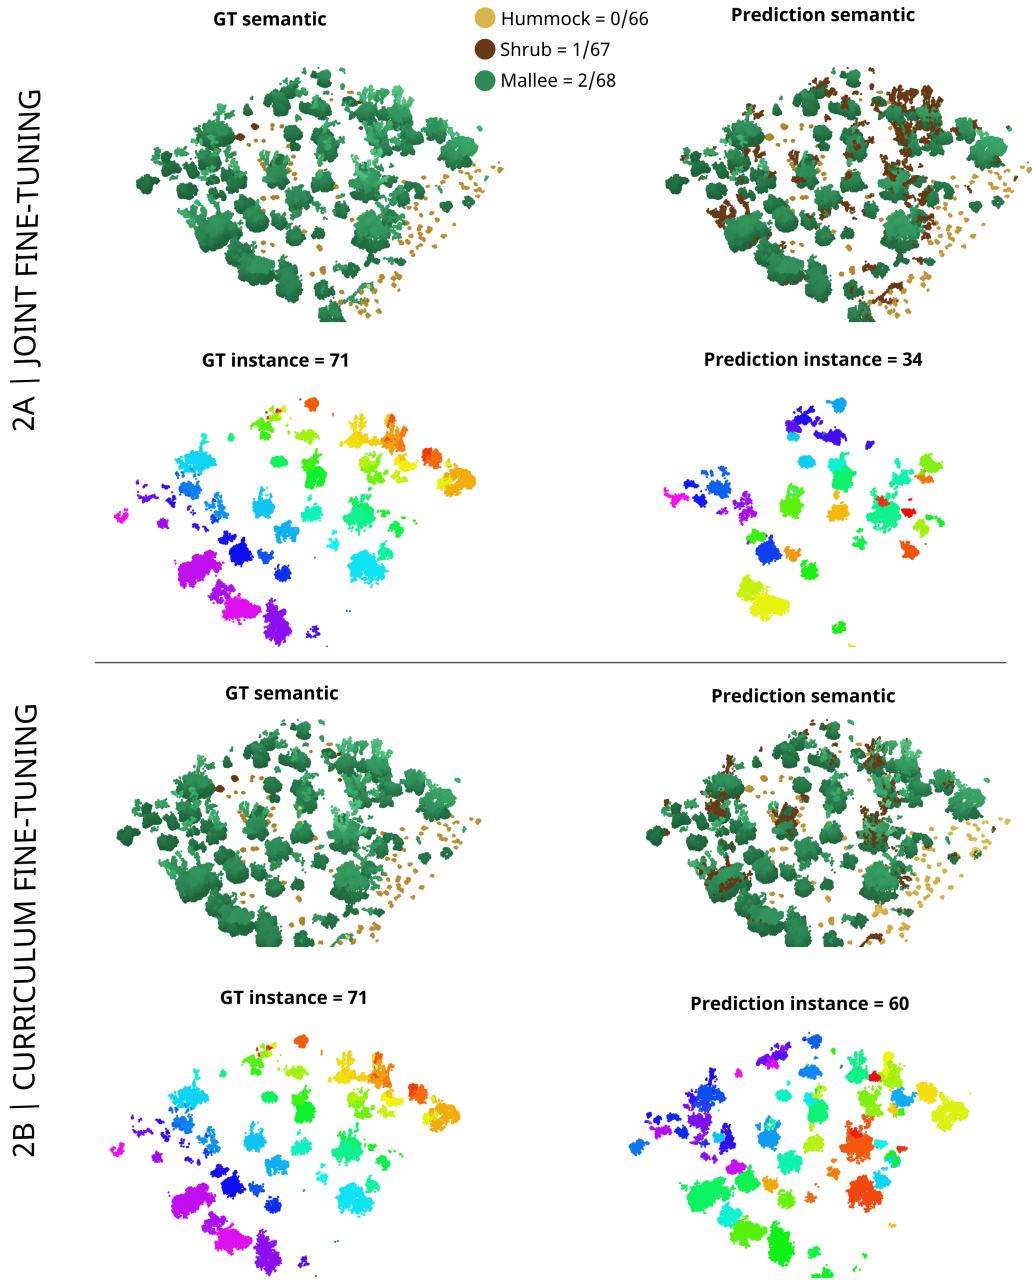 GT semantic
Hummock = 0/66
Shrub = 1/67
Mallee = 2/68
Prediction semantic
2A | JOINT FINE-TUNING
GT instance = 71
Prediction instance = 34
GT semantic
Prediction semantic
2B | CURRICULUM FINE-TUNING
GT instance = 71
Prediction instance = 60